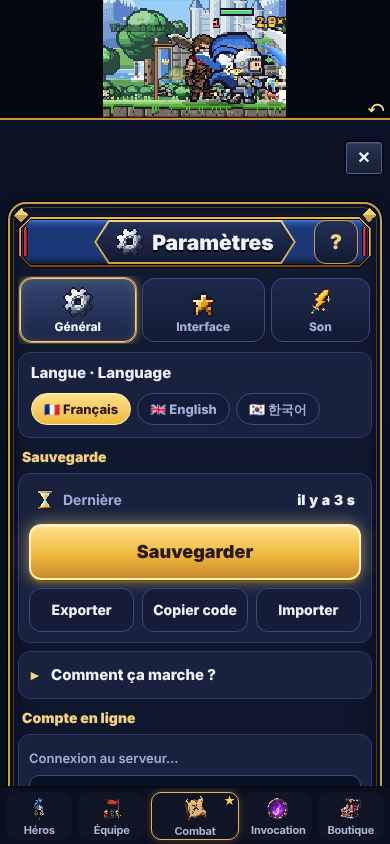 2,9×
×
Paramètres
?
Général
Interface
Son
Langue · Language
🇫🇷 Français
🇬🇧 English
🇰🇷 한국어
Sauvegarde
Dernière
il y a 3 s
Sauvegarder
Exporter
Copier code
Importer
► Comment ça marche ?
Compte en ligne
Connexion au serveur...
Héros
Équipe
Combat
Invocation
Boutique